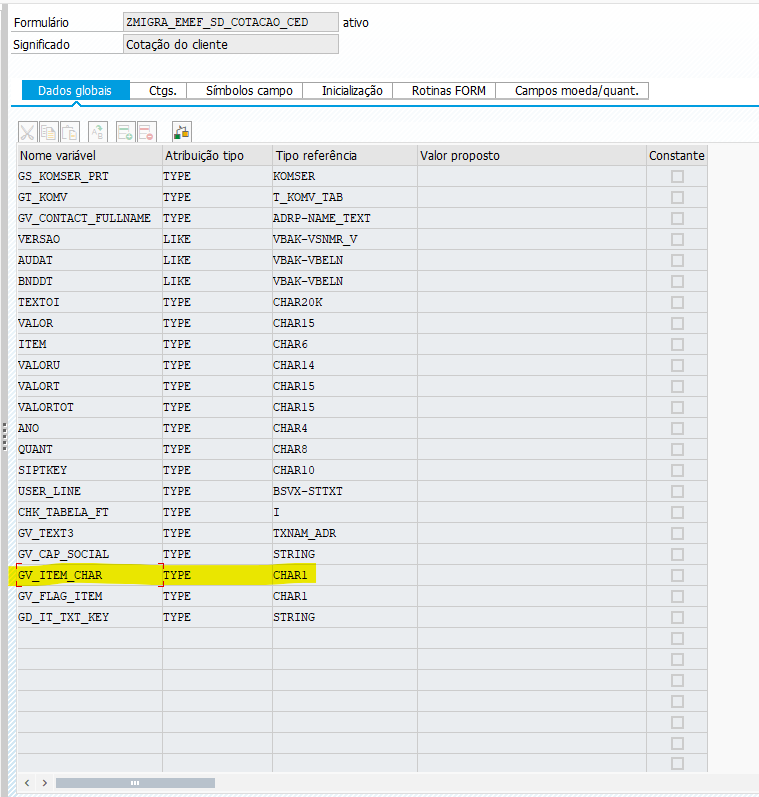 Formulário ZMIGRA_EMEF_SD_COTACAO_CED ativo
Significado Cotação do cliente
Dados globais Ctgs. Símbolos campo Inicialização Rotinas FORM Campos moeda/quant.
Nome variável Atribuição tipo Tipo referência Valor proposto Constante
GS_KOMSER_PRT TYPE KOMSER
GT_KOMV TYPE T_KOMV_TAB
GV_CONTACT_FULLNAME TYPE ADRP-NAME_TEXT
VERSAO LIKE VBAK-VSNMR_V
AUDAT LIKE VBAK-VBELN
BNDDT LIKE VBAK-VBELN
TEXTOI TYPE CHAR20K
VALOR TYPE CHAR15
ITEM TYPE CHAR6
VALORU TYPE CHAR14
VALORT TYPE CHAR15
VALORTOT TYPE CHAR15
ANO TYPE CHAR4
QUANT TYPE CHAR8
SIPTKEY TYPE CHAR10
USER_LINE TYPE BSVX-STTXT
CHK_TABELA_FT TYPE I
GV_TEXT3 TYPE TXNAM_ADR
GV_CAP_SOCIAL TYPE STRING
GV_ITEM_CHAR TYPE CHAR1
GV_FLAG_ITEM TYPE CHAR1
GD_IT_TXT_KEY TYPE STRING